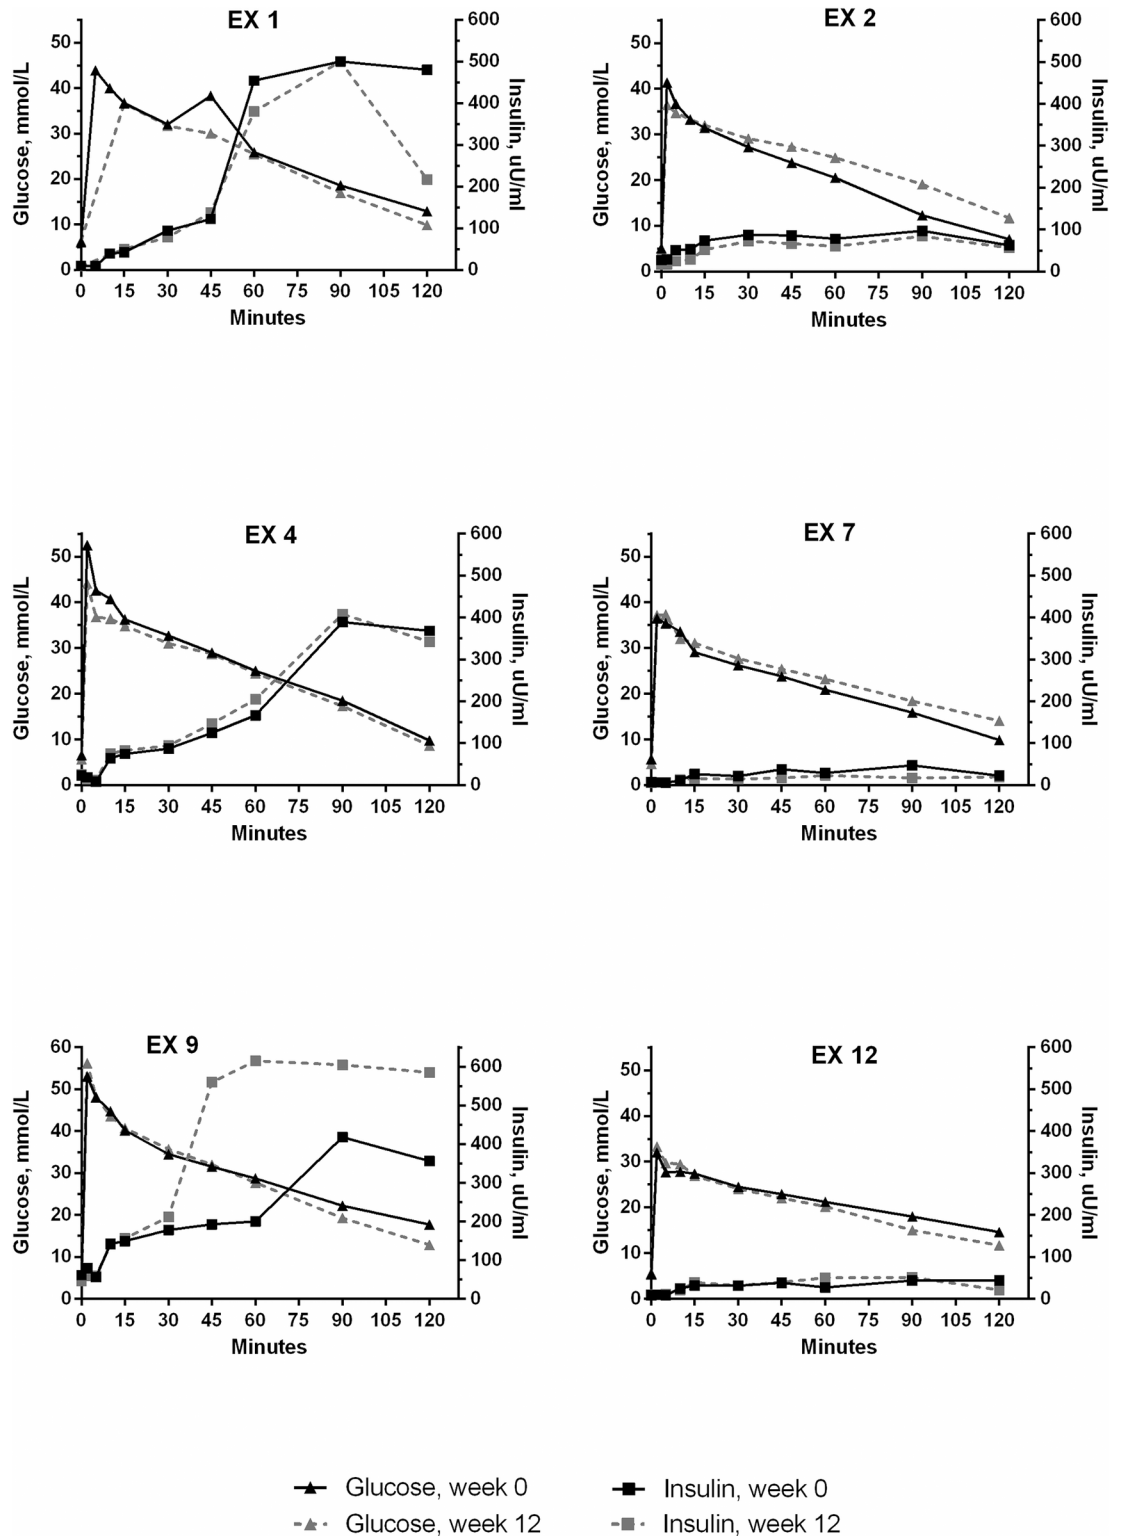 EX 1
Glucose, mmol/L
0 10 20 30 40 50
0 100 200 300 400 500 600
Insulin, uU/ml
0 15 30 45 60 75 90 105 120
Minutes
EX 2
Glucose, mmol/L
0 10 20 30 40 50
0 100 200 300 400 500 600
Insulin, uU/ml
0 15 30 45 60 75 90 105 120
Minutes
EX 4
Glucose, mmol/L
0 10 20 30 40 50
0 100 200 300 400 500 600
Insulin, uU/ml
0 15 30 45 60 75 90 105 120
Minutes
EX 7
Glucose, mmol/L
0 10 20 30 40 50
0 100 200 300 400 500 600
Insulin, uU/ml
0 15 30 45 60 75 90 105 120
Minutes
EX 9
Glucose, mmol/L
0 10 20 30 40 50 60
0 100 200 300 400 500 600
Insulin, uU/ml
0 15 30 45 60 75 90 105 120
Minutes
EX 12
Glucose, mmol/L
0 10 20 30 40 50
0 100 200 300 400 500 600
Insulin, uU/ml
0 15 30 45 60 75 90 105 120
Minutes
Glucose, week 0
Insulin, week 0
Glucose, week 12
Insulin, week 12